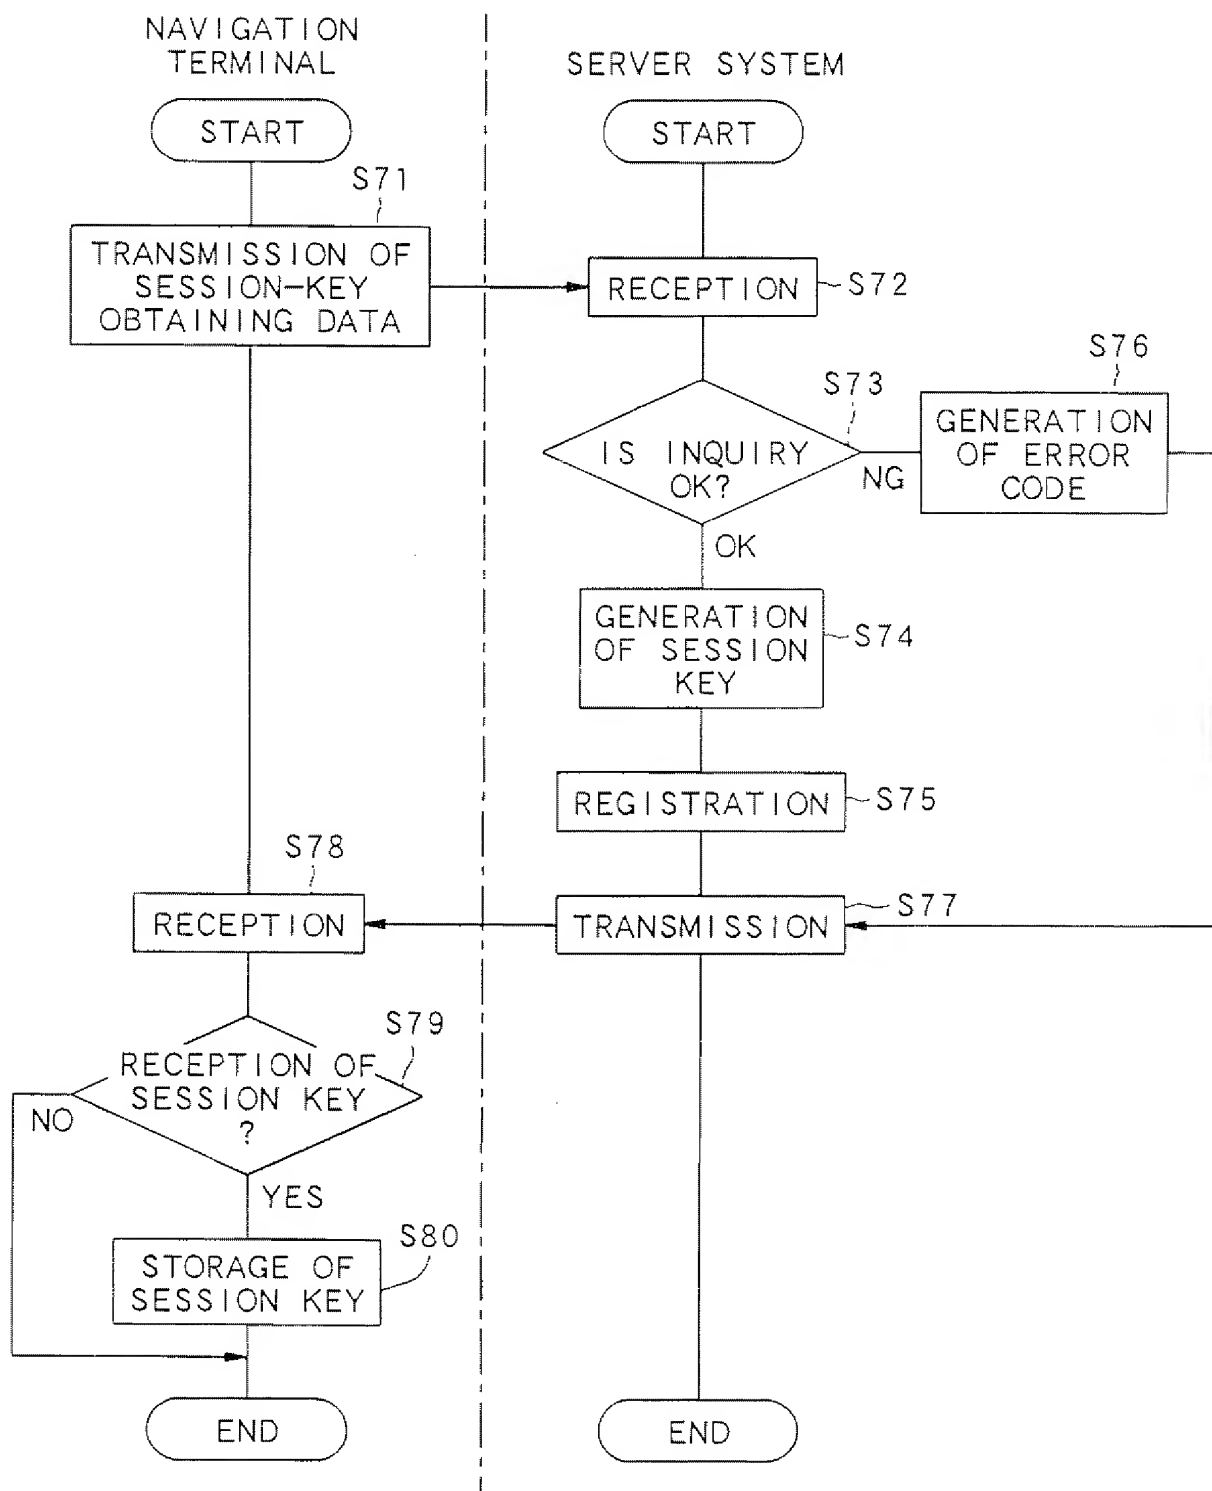 NAVIGATION
TERMINAL
SERVER SYSTEM
START
START
S71
TRANSMISSION OF
SESSION-KEY
OBTAINING DATA
RECEPTION
S72
S76
S73
GENERATION
OF ERROR
CODE
IS INQUIRY
OK?
NG
OK
GENERATION
OF SESSION
KEY
S74
REGISTRATION
S75
S78
RECEPTION
TRANSMISSION
S77
S79
RECEPTION OF
SESSION KEY
?
NO
YES
S80
STORAGE OF
SESSION KEY
END
END